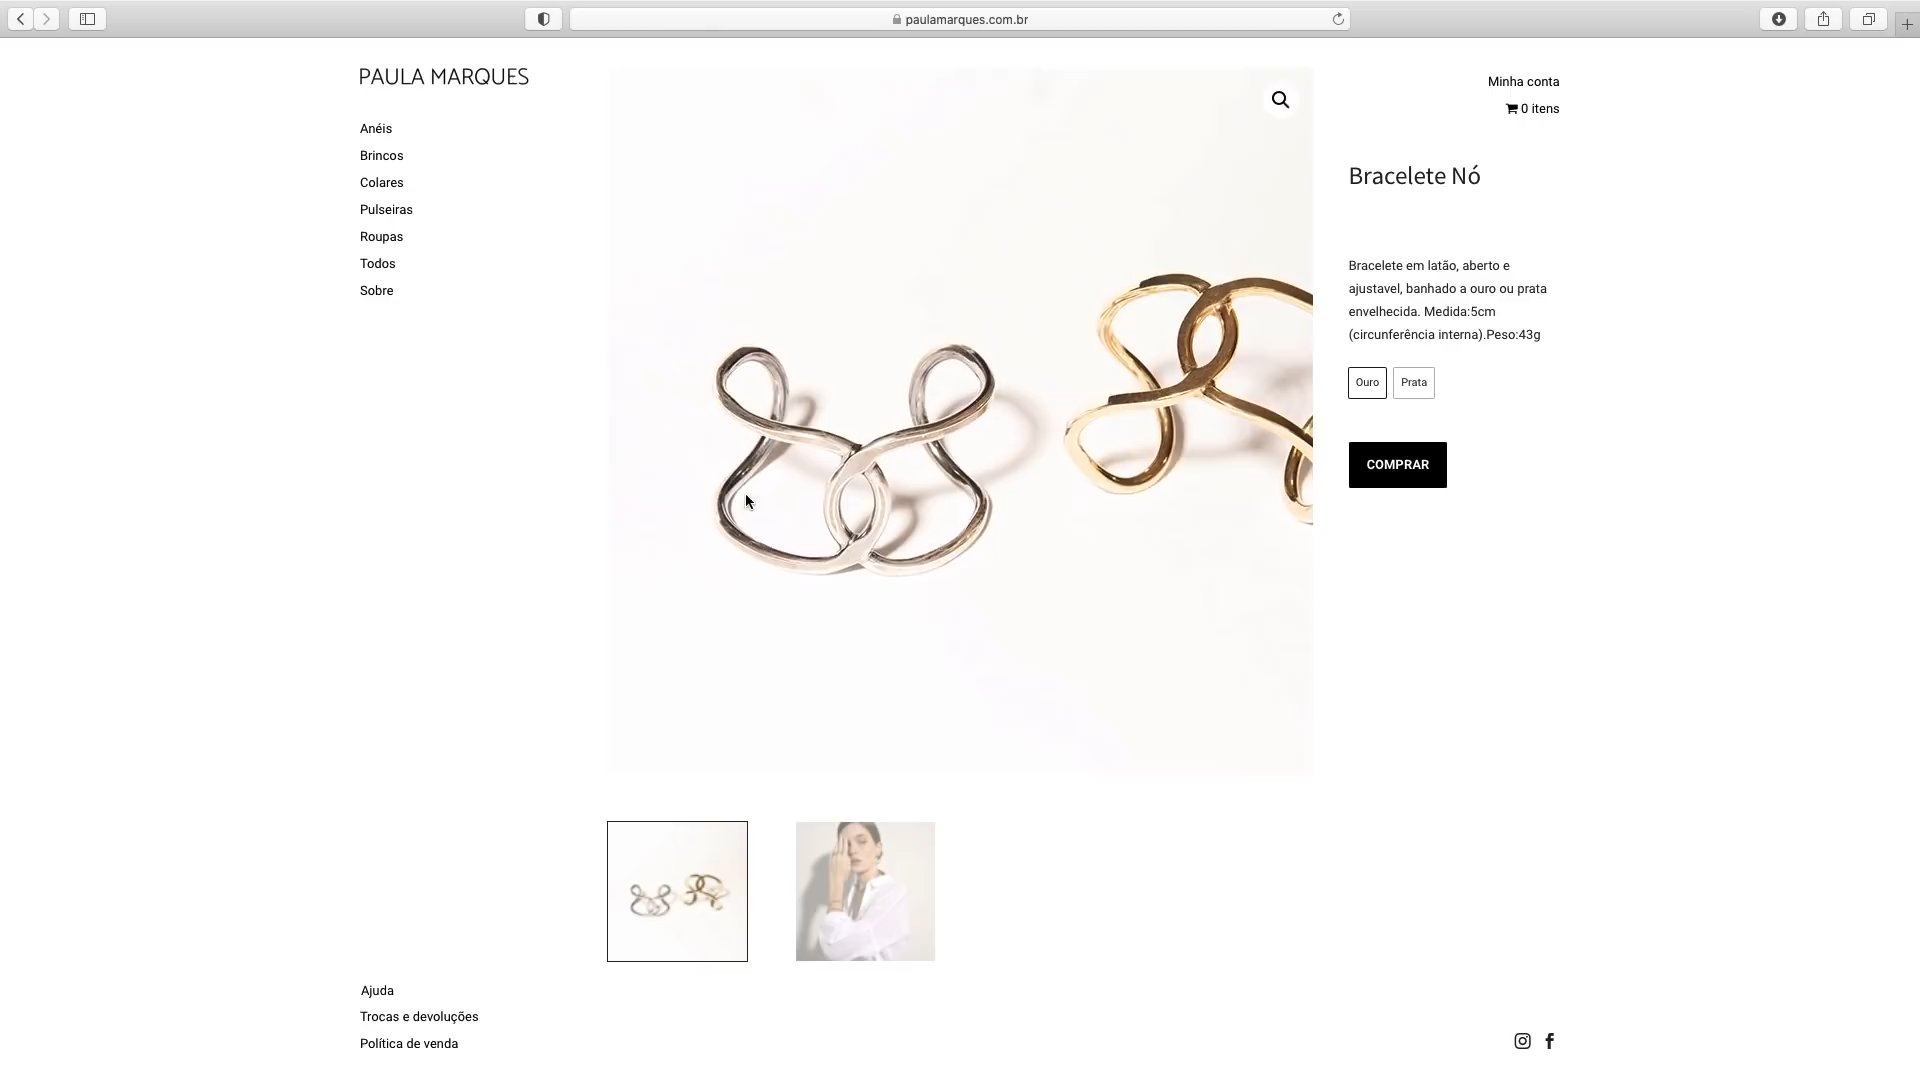 paulamarques.com.br
PAULA MARQUES
Anéis
Brincos
Colares
Pulseiras
Roupas
Todos
Sobre
Minha conta
0 itens
Bracelete Nó
Bracelete em latão, aberto e
ajustavel, banhado a ouro ou prata
envelhecida. Medida:5cm
(circunferência interna).Peso:43g
Ouro Prata
COMPRAR
Ajuda
Trocas e devoluções
Política de venda